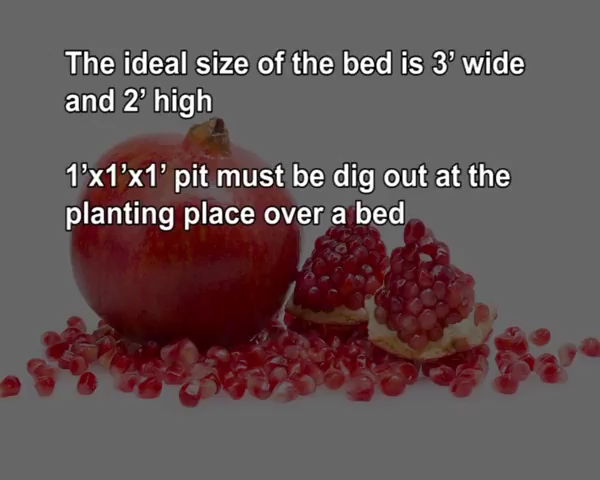 The ideal size of the bed is 3’ wide
and 2’ high
1’x1’x1’ pit must be dig out at the
planting place over a bed